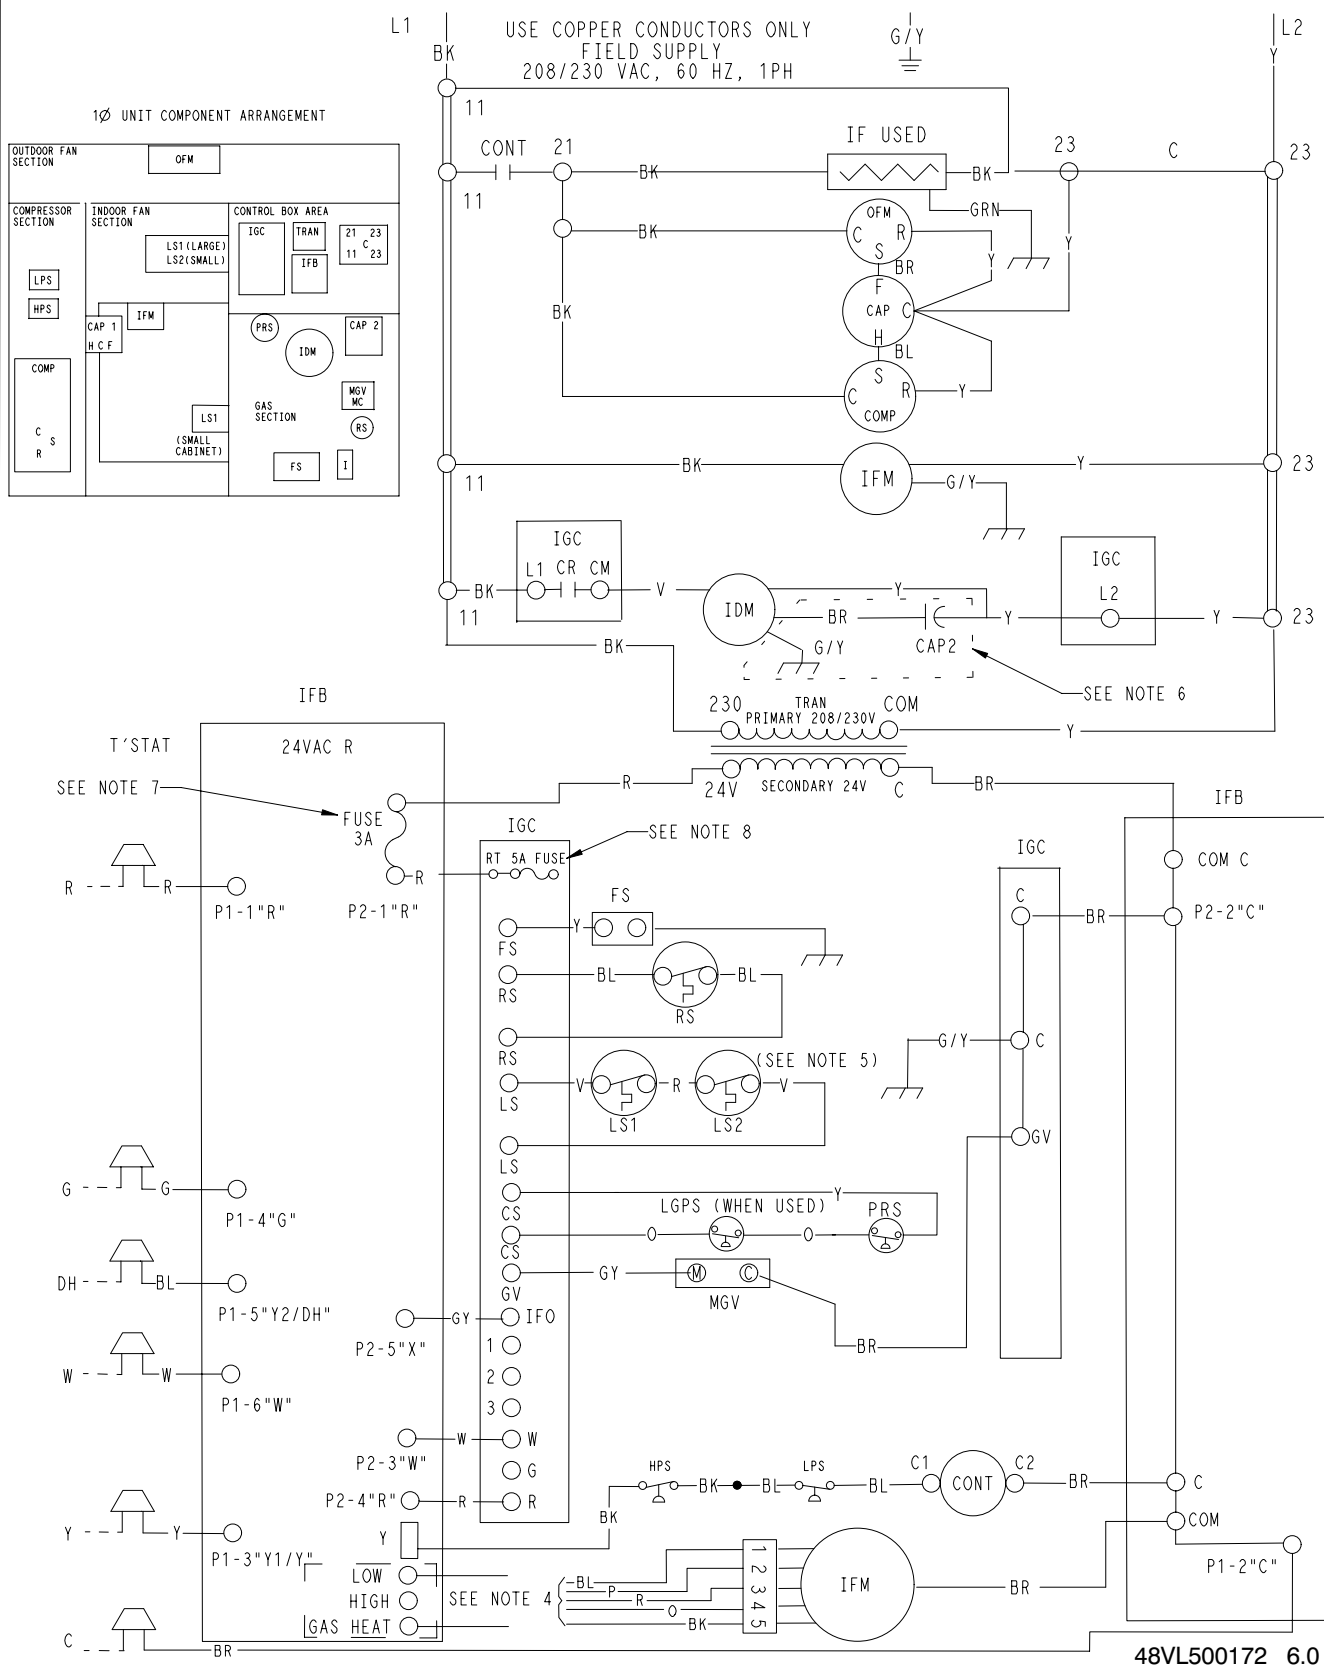 L1
USE COPPER CONDUCTORS ONLY
FIELD SUPPLY
208/230 VAC, 60 HZ, 1PH
G/Y
L2
BK
Y
11
1Ø UNIT COMPONENT ARRANGEMENT
OUTDOOR FAN
SECTION
OFM
COMPRESSOR
SECTION
INDOOR FAN
SECTION
CONTROL BOX AREA
IGC
TRAN
21 23
C
11 23
LS1(LARGE)
LS2(SMALL)
IFB
LPS
HPS
IFM
CAP 1
H C F
PRS
CAP 2
IDM
COMP
MGV
MC
GAS
SECTION
LS1
RS
(SMALL
CABINET)
C
S
R
FS
I
CONT
21
IF USED
23
C
23
11
BK
BK
GRN
BK
OFM
C
R
S
BR
Y
Y
F
CAP
C
BK
H
BL
S
C
R
COMP
Y
11
BK
IFM
Y
23
G/Y
IGC
L1 CR CM
BK
V
IDM
Y
BR
CAP2
Y
IGC
L2
Y
23
11
G/Y
BK
SEE NOTE 6
230
TRAN
PRIMARY 208/230V
COM
Y
24V
SECONDARY 24V
C
R
BR
IFB
T'STAT
24VAC R
SEE NOTE 7
FUSE
3A
IGC
SEE NOTE 8
RT 5A FUSE
IFB
IGC
COM C
R
R
P1-1"R"
P2-1"R"
R
FS
Y
FS
C
BR
P2-2"C"
BL
BL
RS
RS
RS
G/Y
C
LS
V
R
V
(SEE NOTE 5)
LS1
LS2
GV
LS
G
G
P1-4"G"
CS
Y
LGPS (WHEN USED)
PRS
CS
O
O
DH
BL
P1-5"Y2/DH"
GV
GY
M
C
MGV
BR
P2-5"X"
GY
IFO
1
2
3
W
W
P1-6"W"
P2-3"W"
W
W
G
P2-4"R"
R
R
HPS
BK
BL
LPS
BL
C1
CONT
C2
BR
C
BK
COM
Y
Y
P1-3"Y1/Y"
Y
P1-2"C"
LOW
HIGH
GAS HEAT
SEE NOTE 4
BL
P
R
O
BK
1
2
3
4
5
IFM
BR
C
BR
48VL500172 6.0